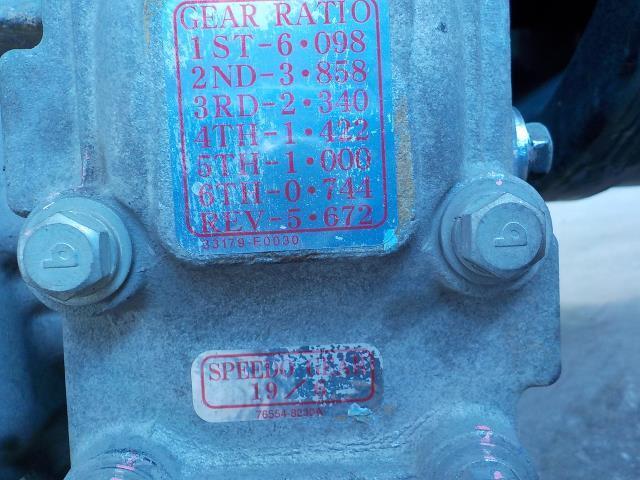 GEAR RATIO
1ST-6・098
2ND-3・858
3RD-2・340
4TH-1・422
5TH-1・000
6TH-0・744
REV-5・672
33179-E0030
SPEEDO GEAR
19 /